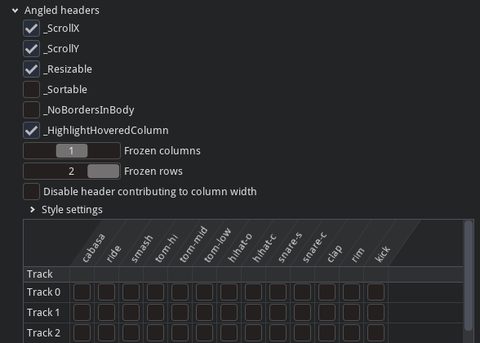 Angled headers
_ScrollX
_ScrollY
_Resizable
_Sortable
_NoBordersInBody
_HighlightHoveredColumn
1 Frozen columns
2 Frozen rows
Disable header contributing to column width
Style settings
cabasa ride smash tom-hi tom-mid tom-low hihat-o hihat-c snare-s snare-c clap rim kick
Track
Track 0
Track 1
Track 2